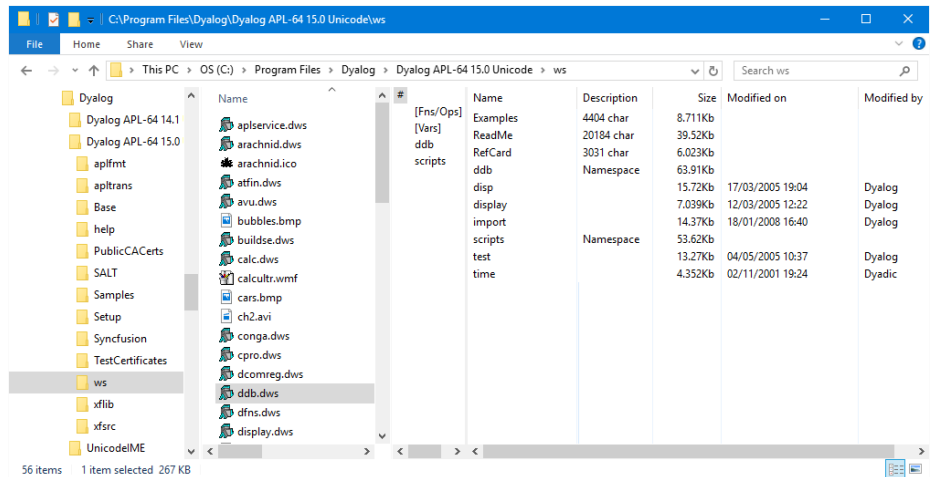 C:\Program Files\Dyalog\Dyalog APL-64 15.0 Unicode\ws
File Home Share View
This PC > OS (C:) > Program Files > Dyalog > Dyalog APL-64 15.0 Unicode > ws
Search ws
Dyalog
Dyalog APL-64 14.1
Dyalog APL-64 15.0
aplfmt
apltrans
Base
help
PublicCACerts
SALT
Samples
Setup
Syncfusion
TestCertificates
ws
xflib
xfsrc
UnicodeIME
Name
aplservice.dws
arachnid.dws
arachnid.ico
atfin.dws
avu.dws
bubbles.bmp
buildse.dws
calc.dws
calcultr.wmf
cars.bmp
ch2.avi
conga.dws
cpro.dws
dcomreg.dws
ddb.dws
dfns.dws
display.dws
#
[Fns/Ops]
[Vars]
ddb
scripts
Name Description Size Modified on Modified by
Examples 4404 char 8.711Kb
ReadMe 20184 char 39.52Kb
RefCard 3031 char 6.023Kb
ddb Namespace 63.91Kb
disp 15.72Kb 17/03/2005 19:04 Dyalog
display 7.039Kb 12/03/2005 12:22 Dyalog
import 14.37Kb 18/01/2008 16:40 Dyalog
scripts Namespace 53.62Kb
test 13.27Kb 04/05/2005 10:37 Dyalog
time 4.352Kb 02/11/2001 19:24 Dyadic
56 items 1 item selected 267 KB